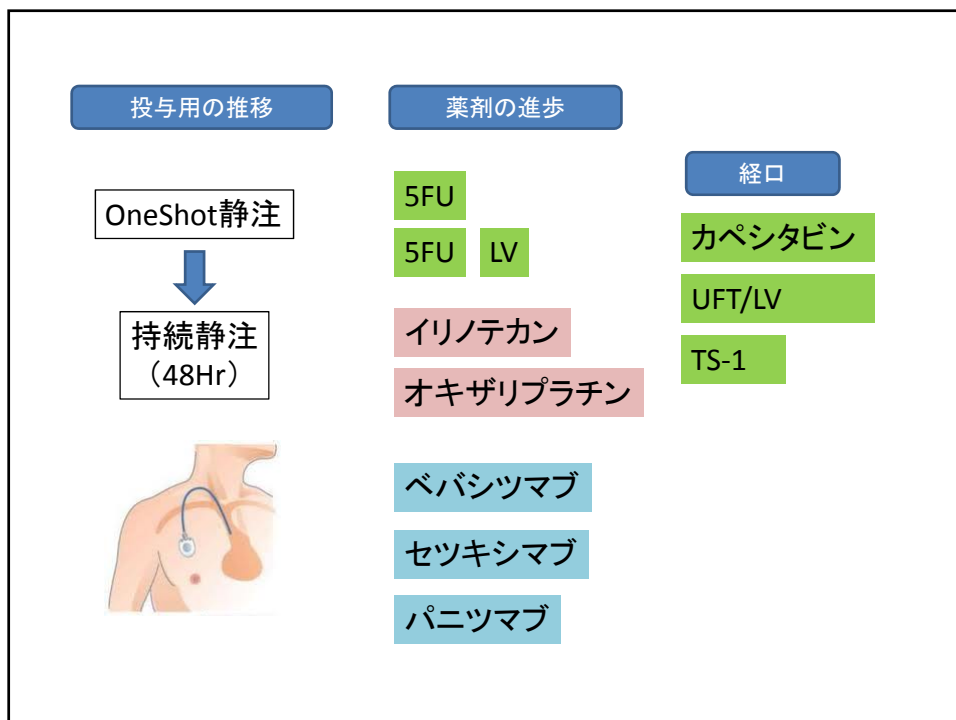 投与用の推移
OneShot静注
持続静注
（48Hr）
薬剤の進歩
5FU
5FU LV
イリノテカン
オキザリプラチン
ベバシツマブ
セツキシマブ
パニツマブ
経口
カペシタビン
UFT/LV
TS-1